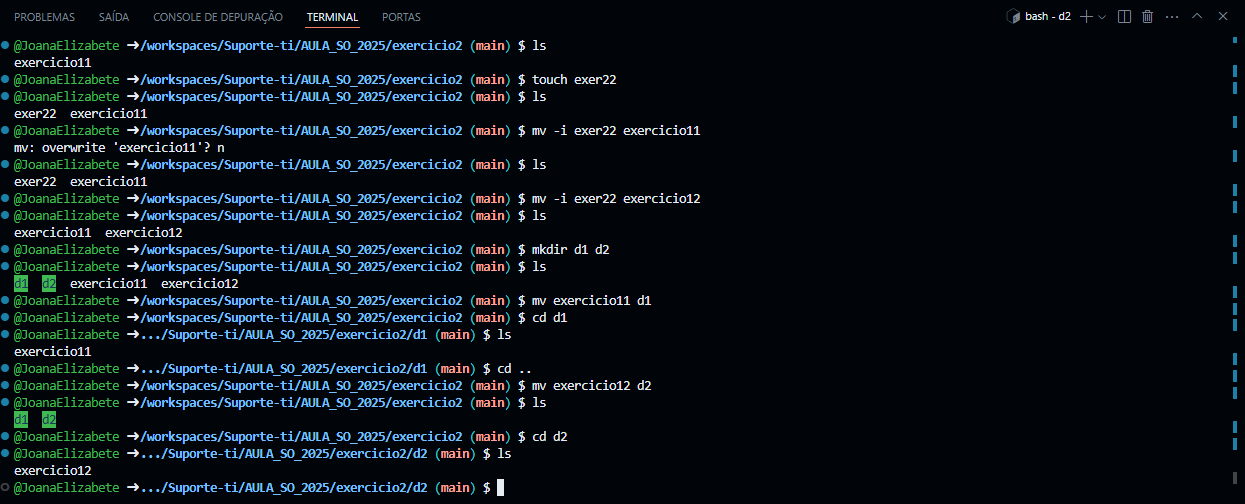 PROBLEMAS SAÍDA CONSOLE DE DEPURAÇÃO TERMINAL PORTAS bash - d2
@JoanaElizabete ➜/workspaces/Suporte-ti/AULA_SO_2025/exercicio2 (main) $ ls
exercicio11
@JoanaElizabete ➜/workspaces/Suporte-ti/AULA_SO_2025/exercicio2 (main) $ touch exer22
@JoanaElizabete ➜/workspaces/Suporte-ti/AULA_SO_2025/exercicio2 (main) $ ls
exer22  exercicio11
@JoanaElizabete ➜/workspaces/Suporte-ti/AULA_SO_2025/exercicio2 (main) $ mv -i exer22 exercicio11
mv: overwrite 'exercicio11'? n
@JoanaElizabete ➜/workspaces/Suporte-ti/AULA_SO_2025/exercicio2 (main) $ ls
exer22  exercicio11
@JoanaElizabete ➜/workspaces/Suporte-ti/AULA_SO_2025/exercicio2 (main) $ mv -i exer22 exercicio12
@JoanaElizabete ➜/workspaces/Suporte-ti/AULA_SO_2025/exercicio2 (main) $ ls
exercicio11  exercicio12
@JoanaElizabete ➜/workspaces/Suporte-ti/AULA_SO_2025/exercicio2 (main) $ mkdir d1 d2
@JoanaElizabete ➜/workspaces/Suporte-ti/AULA_SO_2025/exercicio2 (main) $ ls
d1  d2  exercicio11  exercicio12
@JoanaElizabete ➜/workspaces/Suporte-ti/AULA_SO_2025/exercicio2 (main) $ mv exercicio11 d1
@JoanaElizabete ➜/workspaces/Suporte-ti/AULA_SO_2025/exercicio2 (main) $ cd d1
@JoanaElizabete ➜.../Suporte-ti/AULA_SO_2025/exercicio2/d1 (main) $ ls
exercicio11
@JoanaElizabete ➜.../Suporte-ti/AULA_SO_2025/exercicio2/d1 (main) $ cd ..
@JoanaElizabete ➜/workspaces/Suporte-ti/AULA_SO_2025/exercicio2 (main) $ mv exercicio12 d2
@JoanaElizabete ➜/workspaces/Suporte-ti/AULA_SO_2025/exercicio2 (main) $ ls
d1  d2
@JoanaElizabete ➜/workspaces/Suporte-ti/AULA_SO_2025/exercicio2 (main) $ cd d2
@JoanaElizabete ➜.../Suporte-ti/AULA_SO_2025/exercicio2/d2 (main) $ ls
exercicio12
@JoanaElizabete ➜.../Suporte-ti/AULA_SO_2025/exercicio2/d2 (main) $